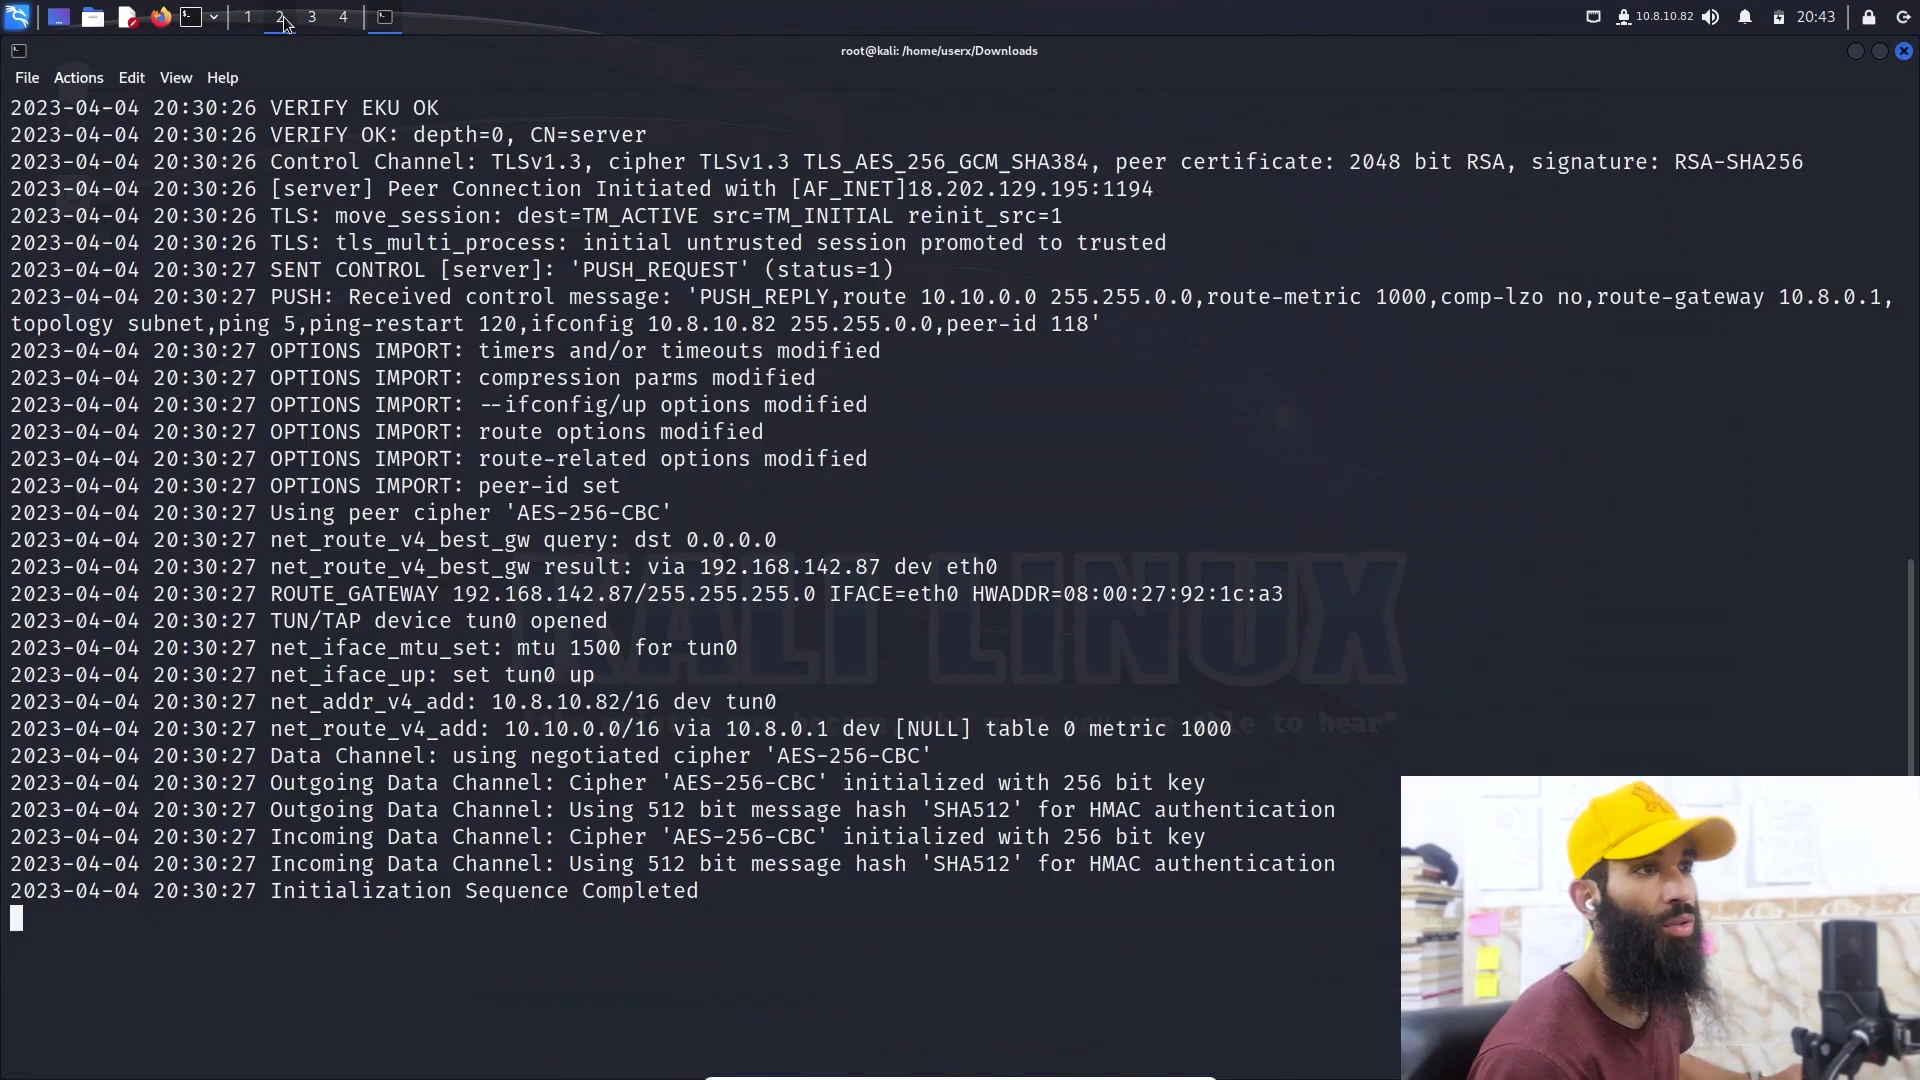 1 2 3 4
10.8.10.82
20:43
root@kali: /home/userx/Downloads
File Actions Edit View Help
2023-04-04 20:30:26 VERIFY EKU OK
2023-04-04 20:30:26 VERIFY OK: depth=0, CN=server
2023-04-04 20:30:26 Control Channel: TLSv1.3, cipher TLSv1.3 TLS_AES_256_GCM_SHA384, peer certificate: 2048 bit RSA, signature: RSA-SHA256
2023-04-04 20:30:26 [server] Peer Connection Initiated with [AF_INET]18.202.129.195:1194
2023-04-04 20:30:26 TLS: move_session: dest=TM_ACTIVE src=TM_INITIAL reinit_src=1
2023-04-04 20:30:26 TLS: tls_multi_process: initial untrusted session promoted to trusted
2023-04-04 20:30:27 SENT CONTROL [server]: 'PUSH_REQUEST' (status=1)
2023-04-04 20:30:27 PUSH: Received control message: 'PUSH_REPLY,route 10.10.0.0 255.255.0.0,route-metric 1000,comp-lzo no,route-gateway 10.8.0.1,
topology subnet,ping 5,ping-restart 120,ifconfig 10.8.10.82 255.255.0.0,peer-id 118'
2023-04-04 20:30:27 OPTIONS IMPORT: timers and/or timeouts modified
2023-04-04 20:30:27 OPTIONS IMPORT: compression parms modified
2023-04-04 20:30:27 OPTIONS IMPORT: --ifconfig/up options modified
2023-04-04 20:30:27 OPTIONS IMPORT: route options modified
2023-04-04 20:30:27 OPTIONS IMPORT: route-related options modified
2023-04-04 20:30:27 OPTIONS IMPORT: peer-id set
2023-04-04 20:30:27 Using peer cipher 'AES-256-CBC'
2023-04-04 20:30:27 net_route_v4_best_gw query: dst 0.0.0.0
2023-04-04 20:30:27 net_route_v4_best_gw result: via 192.168.142.87 dev eth0
2023-04-04 20:30:27 ROUTE_GATEWAY 192.168.142.87/255.255.255.0 IFACE=eth0 HWADDR=08:00:27:92:1c:a3
2023-04-04 20:30:27 TUN/TAP device tun0 opened
2023-04-04 20:30:27 net_iface_mtu_set: mtu 1500 for tun0
2023-04-04 20:30:27 net_iface_up: set tun0 up
2023-04-04 20:30:27 net_addr_v4_add: 10.8.10.82/16 dev tun0
2023-04-04 20:30:27 net_route_v4_add: 10.10.0.0/16 via 10.8.0.1 dev [NULL] table 0 metric 1000
2023-04-04 20:30:27 Data Channel: using negotiated cipher 'AES-256-CBC'
2023-04-04 20:30:27 Outgoing Data Channel: Cipher 'AES-256-CBC' initialized with 256 bit key
2023-04-04 20:30:27 Outgoing Data Channel: Using 512 bit message hash 'SHA512' for HMAC authentication
2023-04-04 20:30:27 Incoming Data Channel: Cipher 'AES-256-CBC' initialized with 256 bit key
2023-04-04 20:30:27 Incoming Data Channel: Using 512 bit message hash 'SHA512' for HMAC authentication
2023-04-04 20:30:27 Initialization Sequence Completed
KALI LINUX
to hear"